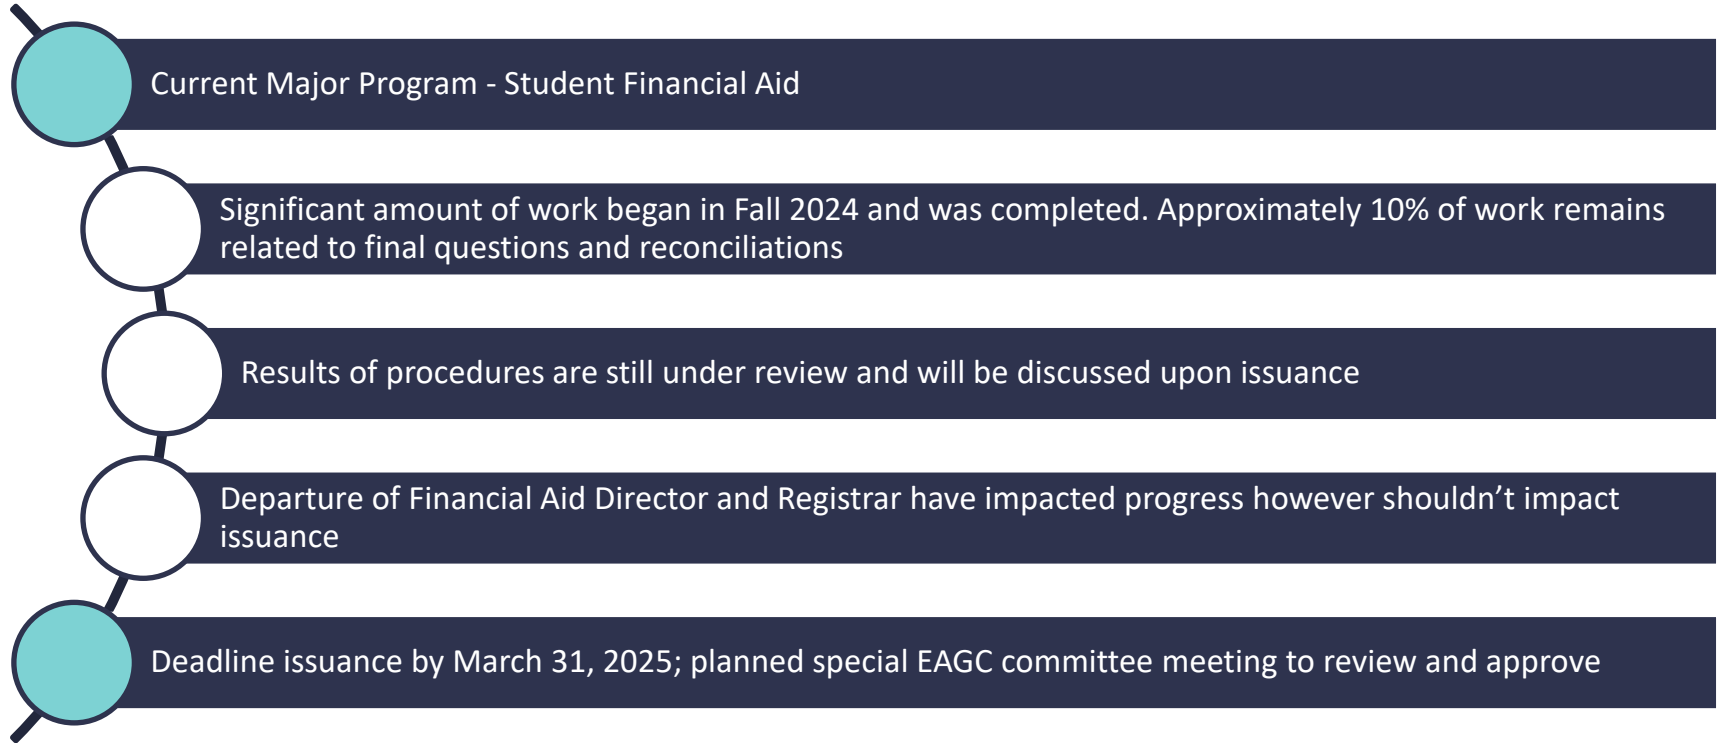 Current Major Program - Student Financial Aid
Significant amount of work began in Fall 2024 and was completed. Approximately 10% of work remains
related to final questions and reconciliations
Results of procedures are still under review and will be discussed upon issuance
Departure of Financial Aid Director and Registrar have impacted progress however shouldn’t impact
issuance
Deadline issuance by March 31, 2025; planned special EAGC committee meeting to review and approve